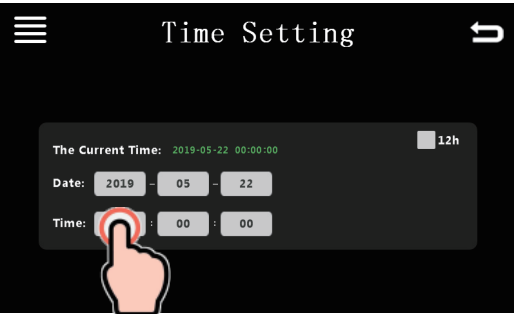 Time Setting
12h
The Current Time: 2019-05-22 00:00:00
Date: 2019 - 05 - 22
Time: : 00 : 00